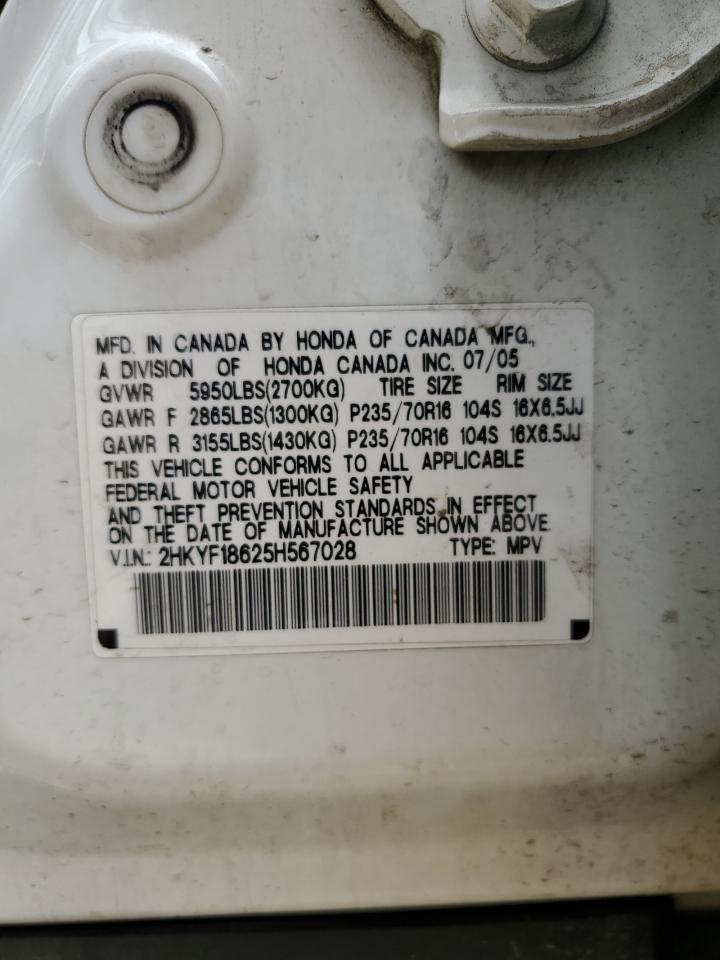 MFD. IN CANADA BY HONDA OF CANADA MFG.,
A DIVISION OF HONDA CANADA INC. 07/05
GVWR 5950LBS(2700KG) TIRE SIZE RIM SIZE
GAWR F 2865LBS(1300KG) P235/70R16 104S 16X6.5JJ
GAWR R 3155LBS(1430KG) P235/70R16 104S 16X6.5JJ
THIS VEHICLE CONFORMS TO ALL APPLICABLE
FEDERAL MOTOR VEHICLE SAFETY
AND THEFT PREVENTION STANDARDS IN EFFECT
ON THE DATE OF MANUFACTURE SHOWN ABOVE.
V.I.N.: 2HKYF18625H567028 TYPE: MPV